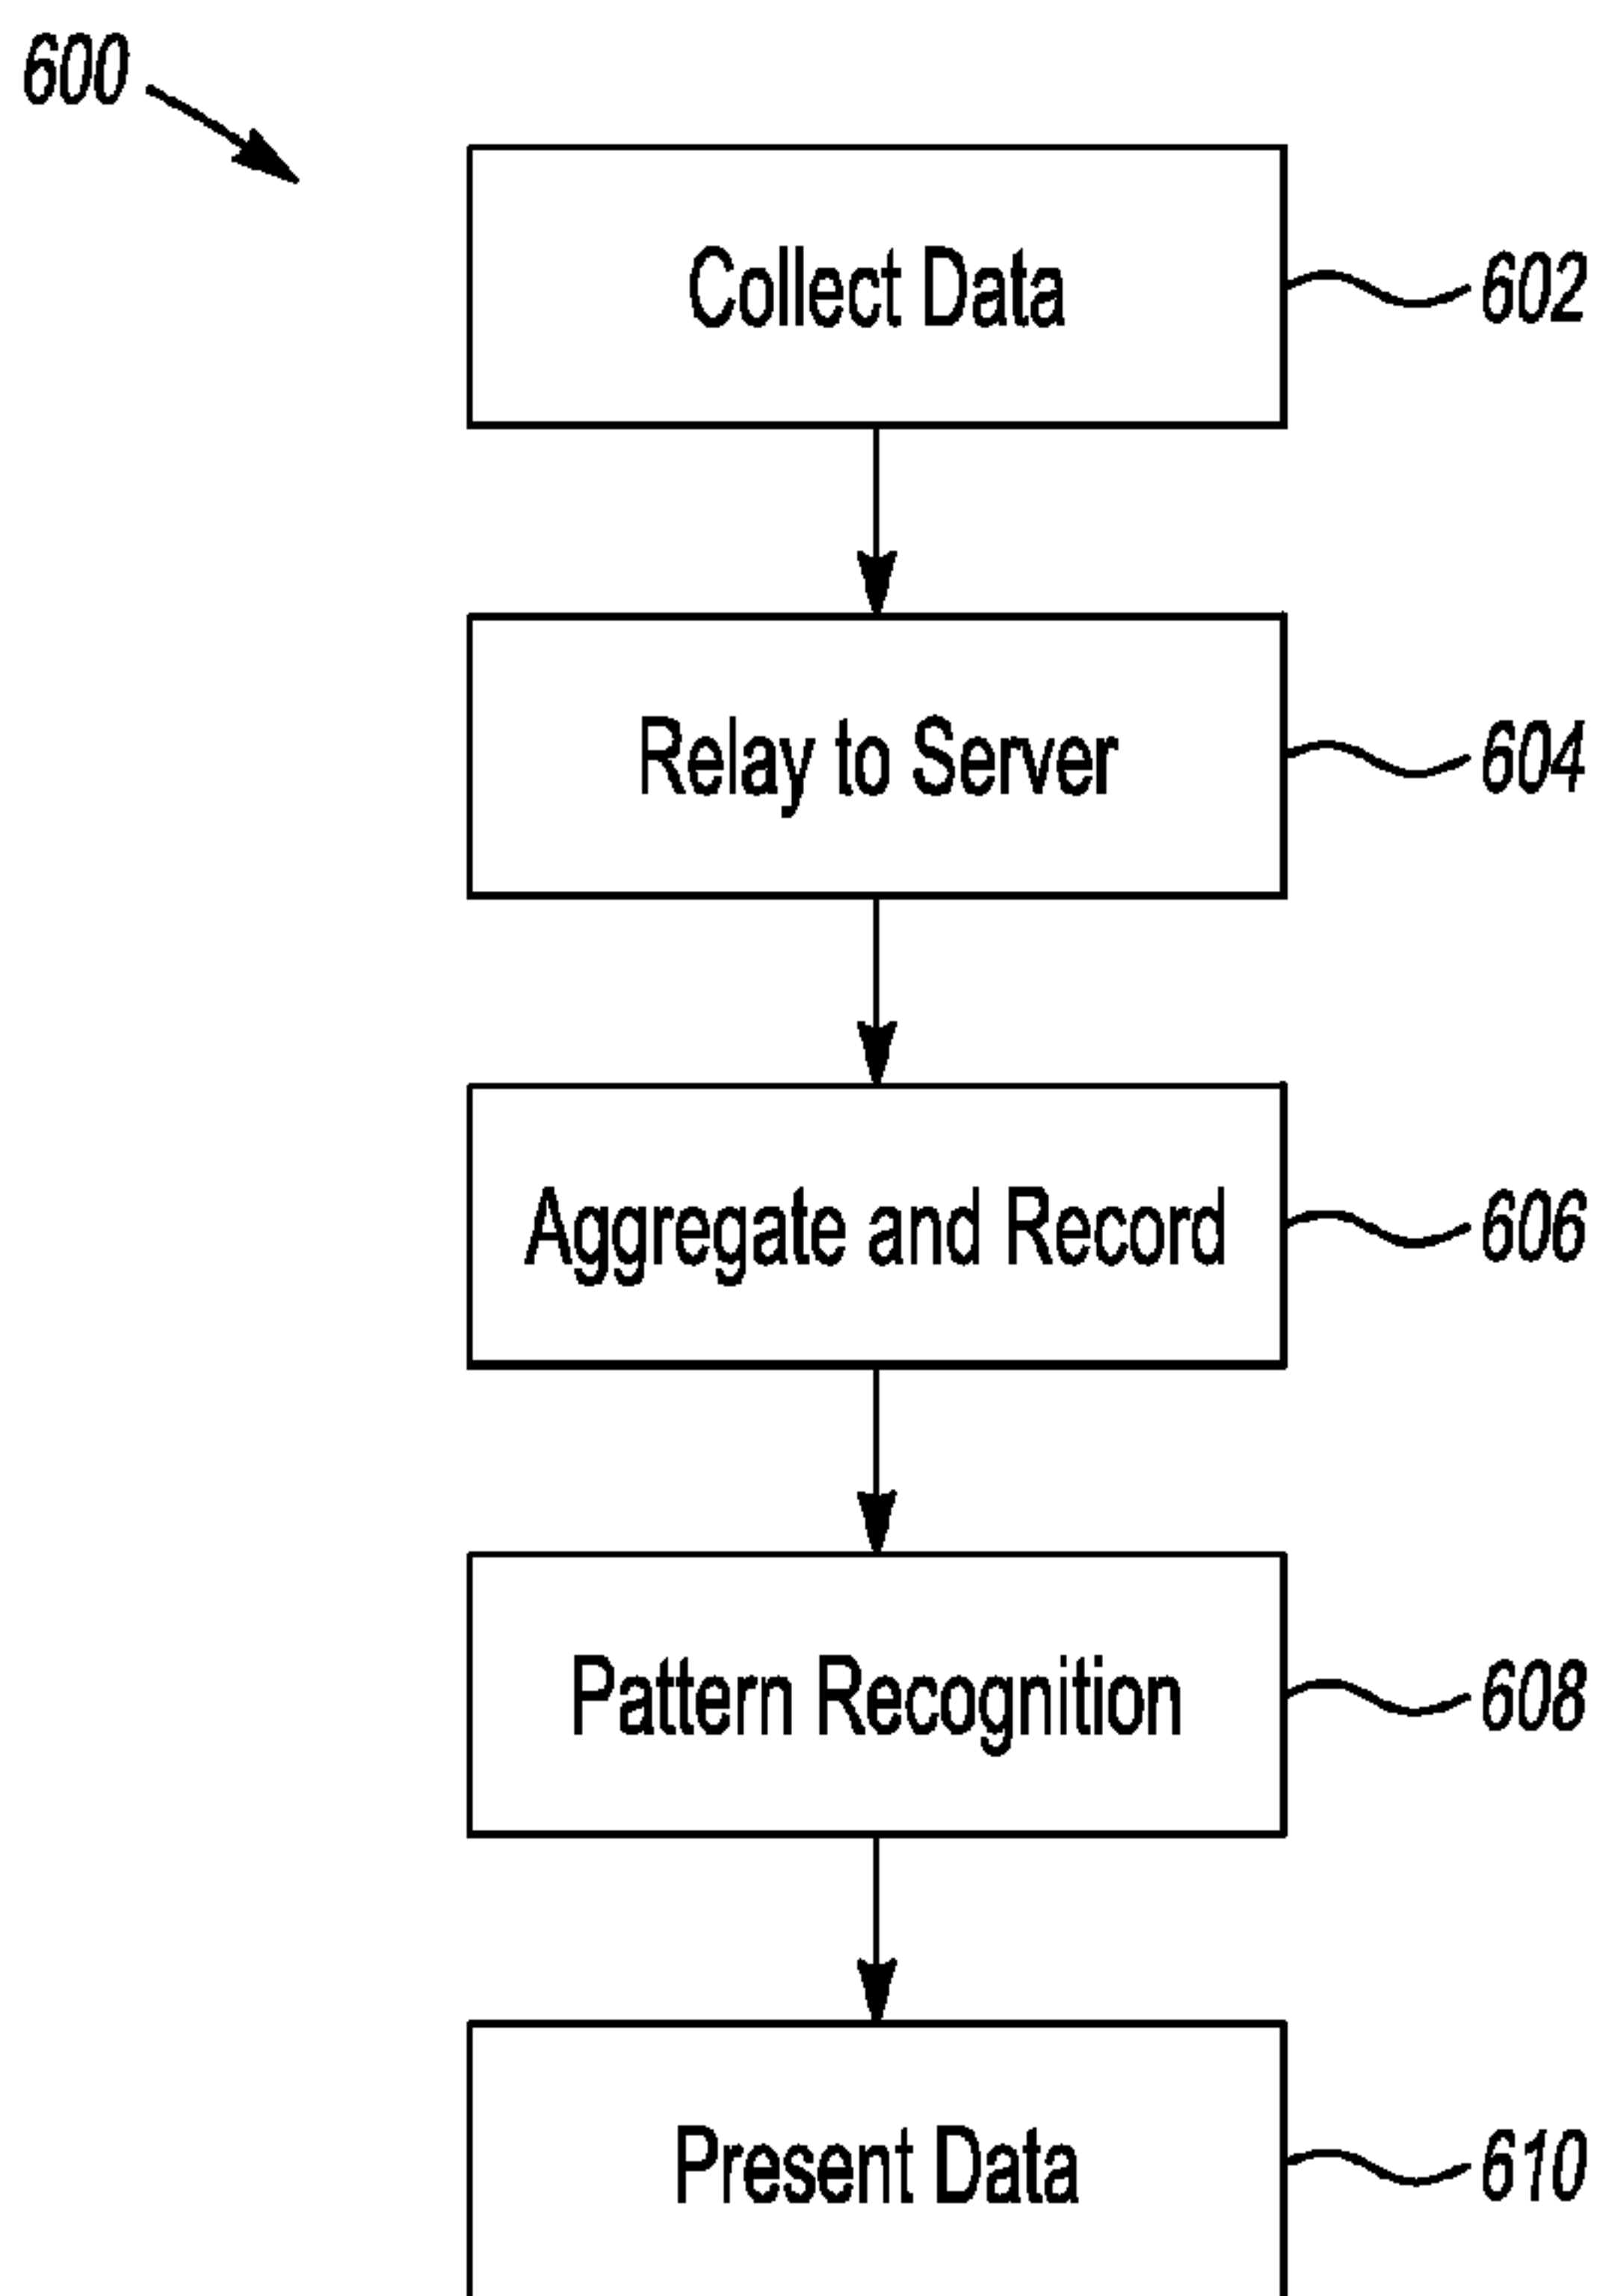 600
Collect Data 602
Relay to Server 604
Aggregate and Record 606
Pattern Recognition 608
Present Data 610